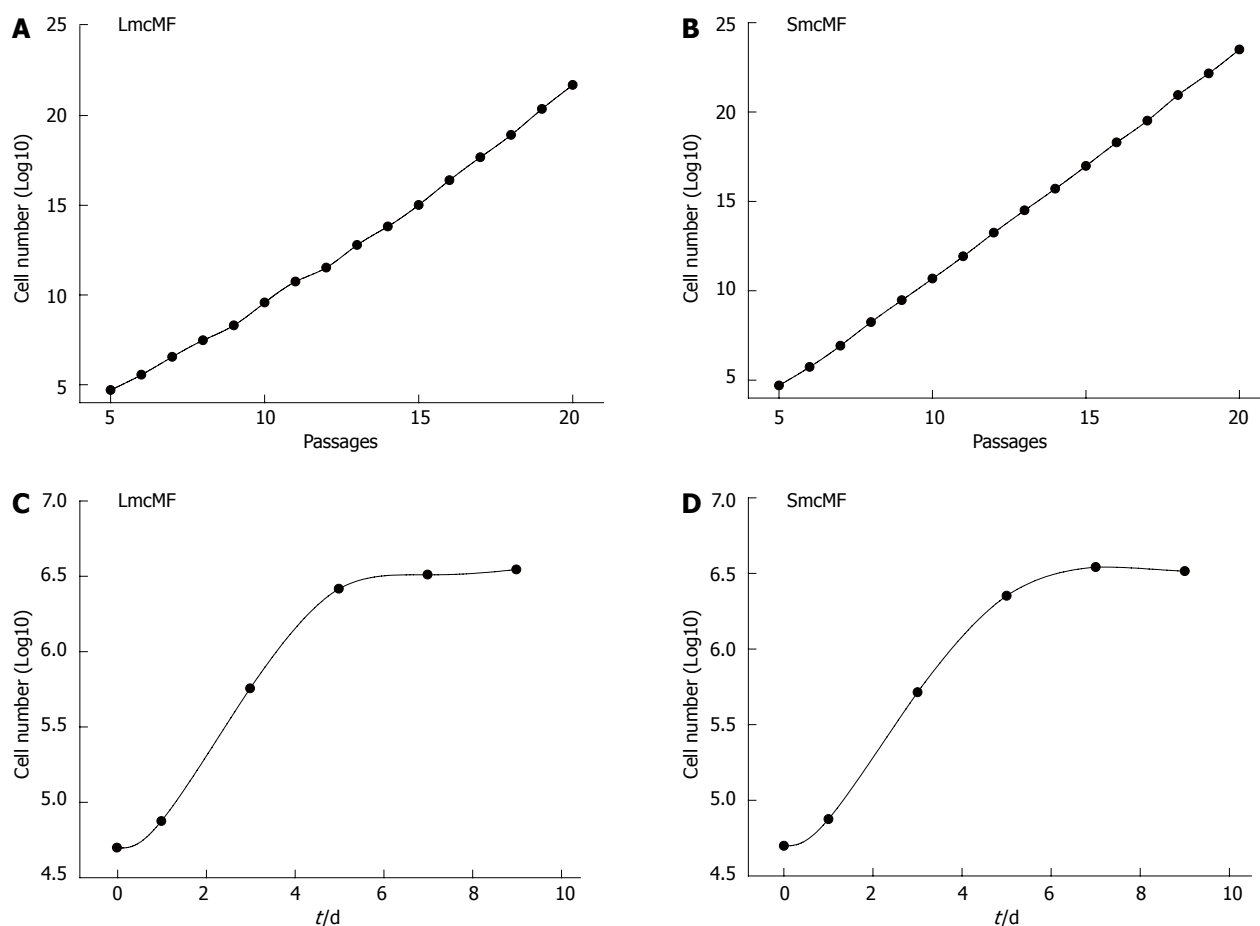 A LmcMF
25
20
15
10
5
Cell number (Log10)
5 10 15 20
Passages
B SmcMF
25
20
15
10
5
Cell number (Log10)
5 10 15 20
Passages
C LmcMF
7.0
6.5
6.0
5.5
5.0
4.5
Cell number (Log10)
0 2 4 6 8 10
t/d
D SmcMF
7.0
6.5
6.0
5.5
5.0
4.5
Cell number (Log10)
0 2 4 6 8 10
t/d